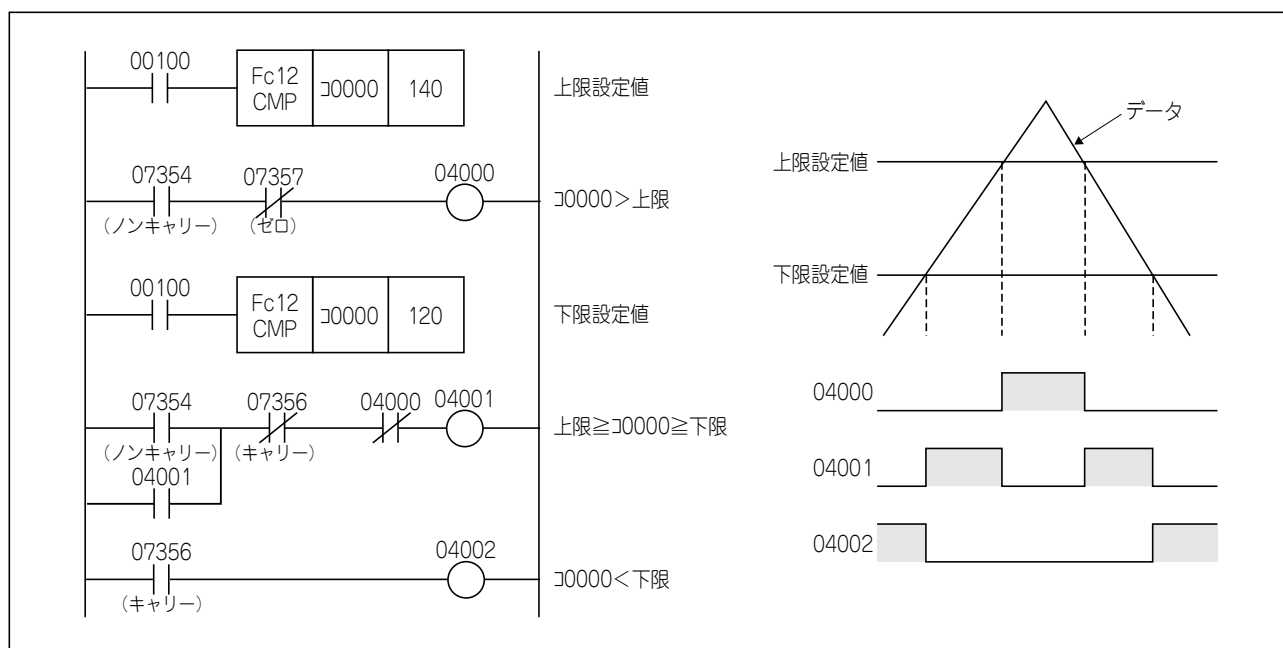 00100
Fc12
CMP
コ0000
140
上限設定値
07354
07357
04000
(ノンキャリー)
(ゼロ)
コ0000>上限
00100
Fc12
CMP
コ0000
120
下限設定値
07354
07356
04000
04001
(ノンキャリー)
(キャリー)
上限≧コ0000≧下限
04001
07356
04002
(キャリー)
コ0000<下限
データ
上限設定値
下限設定値
04000
04001
04002